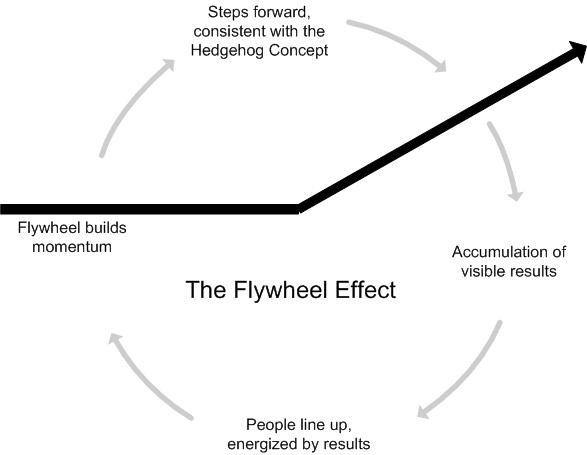 Steps forward,
consistent with the
Hedgehog Concept
Flywheel builds
momentum
Accumulation of
visible results
The Flywheel Effect
People line up,
energized by results